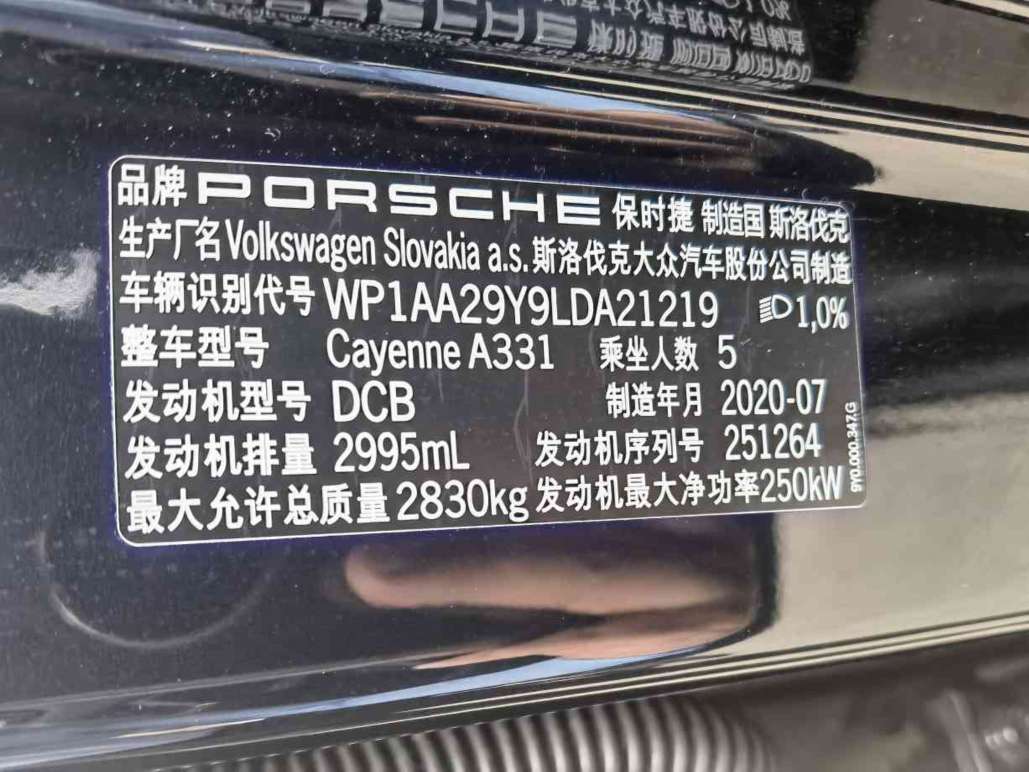 品牌 PORSCHE 保时捷 制造国 斯洛伐克
生产厂名 Volkswagen Slovakia a.s. 斯洛伐克大众汽车股份公司制造
车辆识别代号 WP1AA29Y9LDA21219 1,0%
整车型号 Cayenne A331 乘坐人数 5
发动机型号 DCB 制造年月 2020-07
发动机排量 2995mL 发动机序列号 251264
最大允许总质量 2830kg 发动机最大净功率 250kW
9Y0.000.347.G